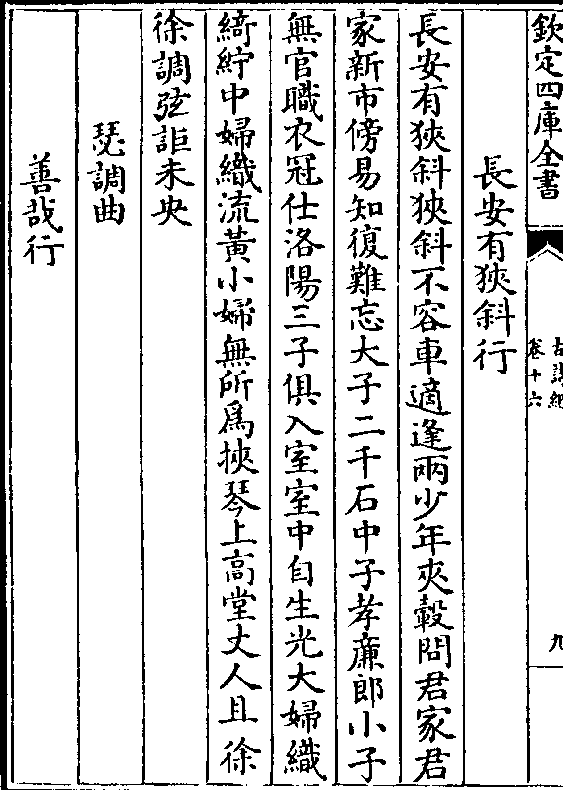 欽定四庫全書
古詩紀
卷十六
九
長安有狹斜行
長安有狹斜狹斜不容車適逢兩少年夾轂問君家君
家新市傍易知復難忘大子二千石中子孝廉郎小子
無官職衣冠仕洛陽三子俱入室室中自生光大婦織
綺紵中婦織流黃小婦無所爲挾琴上高堂丈人且徐
徐調弦詎未央
瑟調曲
善哉行